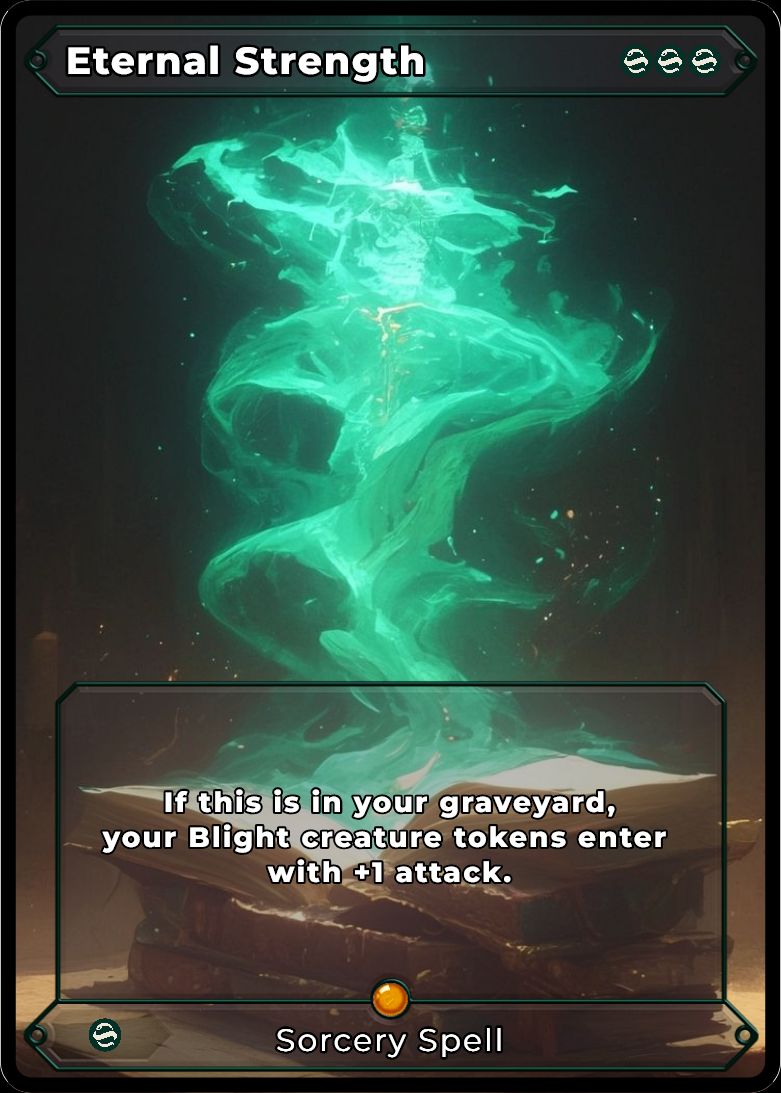 Eternal Strength
If this is in your graveyard,
your Blight creature tokens enter
with +1 attack.
Sorcery Spell